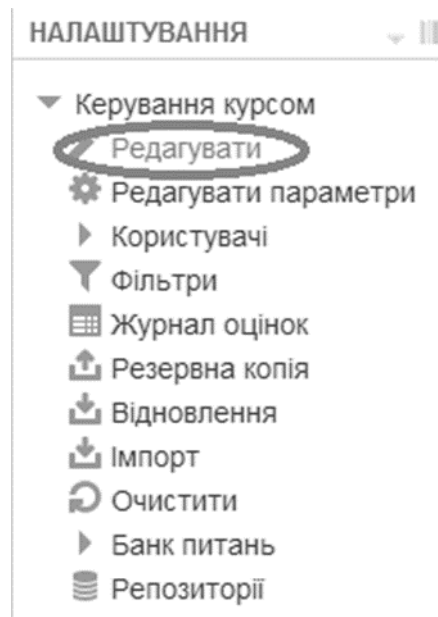 НАЛАШТУВАННЯ
Керування курсом
Редагувати
Редагувати параметри
Користувачі
Фільтри
Журнал оцінок
Резервна копія
Відновлення
Імпорт
Очистити
Банк питань
Репозиторії